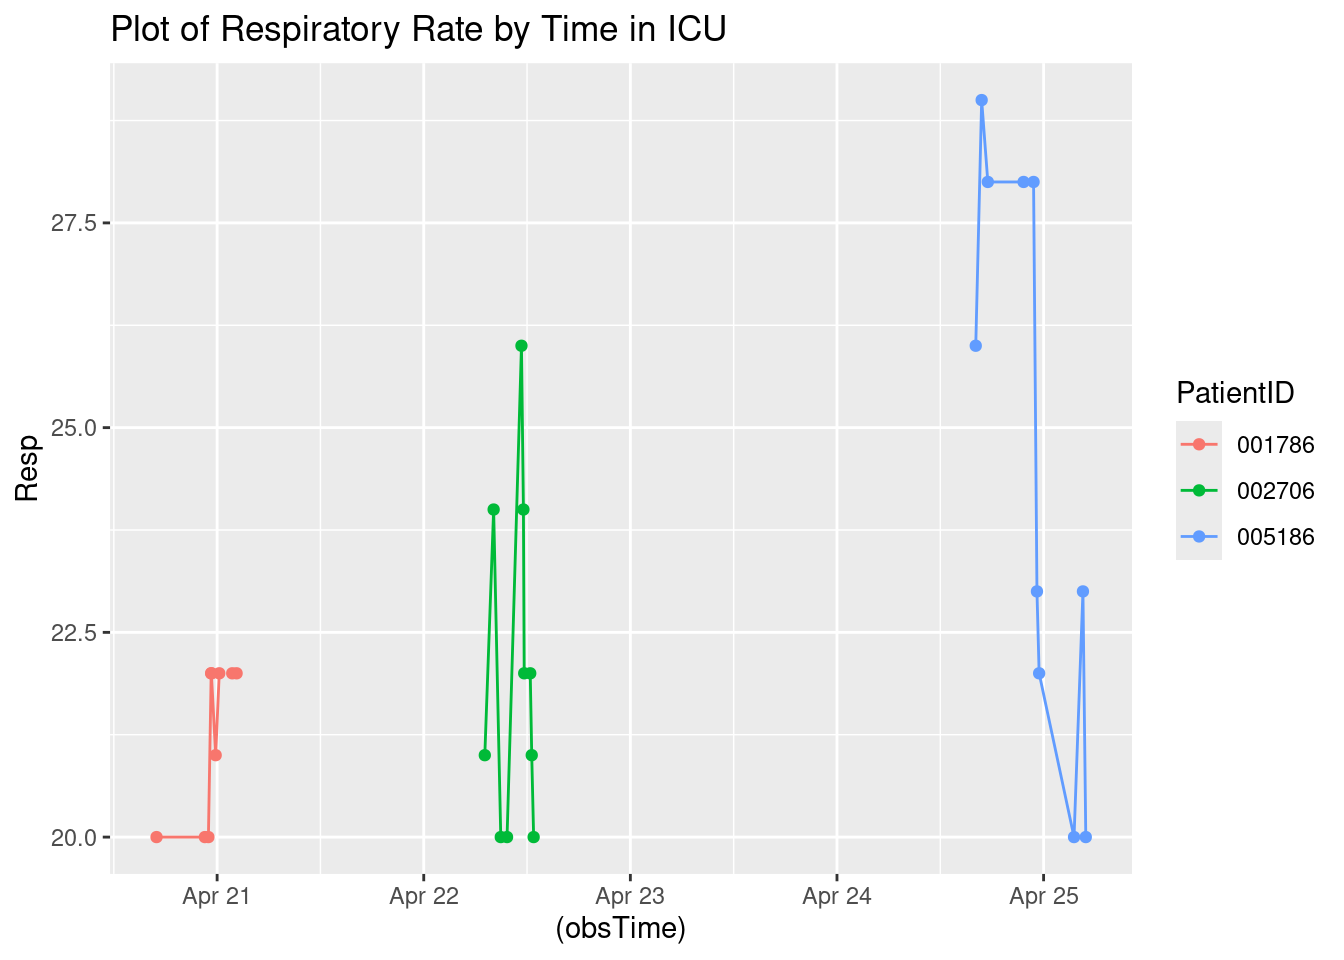 Plot of Respiratory Rate by Time in ICU
Resp
27.5
25.0
22.5
20.0
Apr 21
Apr 22
Apr 23
Apr 24
Apr 25
(obsTime)
PatientID
001786
002706
005186